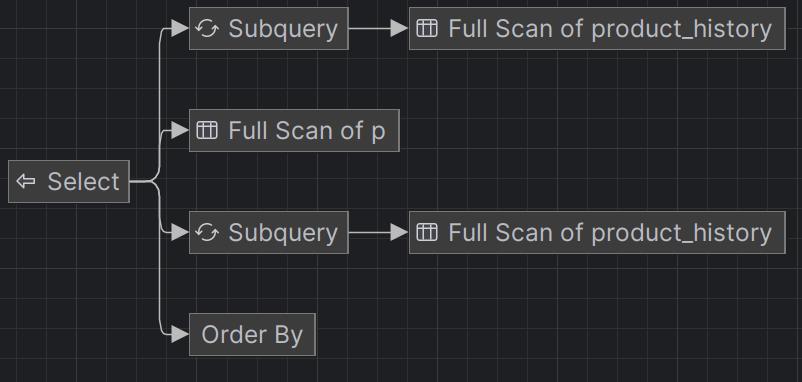 Subquery
Full Scan of product_history
Full Scan of p
Select
Subquery
Full Scan of product_history
Order By